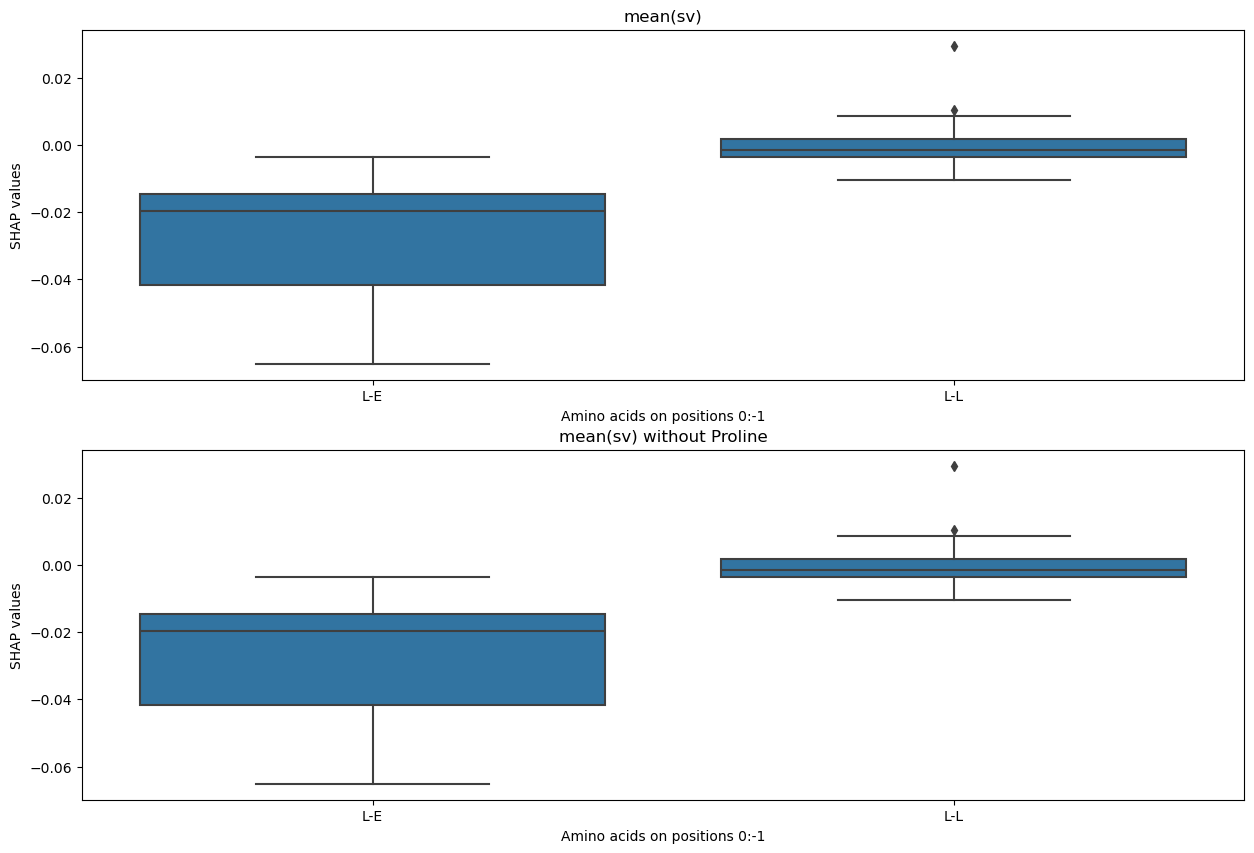 mean(sv)
0.02
0.00
−0.02
−0.04
−0.06
SHAP values
L-E
L-L
Amino acids on positions 0:-1
mean(sv) without Proline
0.02
0.00
−0.02
−0.04
−0.06
SHAP values
L-E
L-L
Amino acids on positions 0:-1